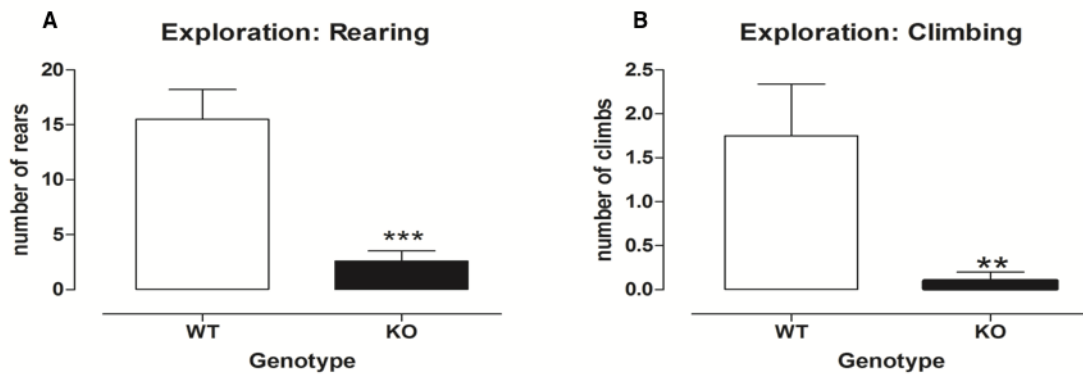 A
Exploration: Rearing
number of rears
20
15
10
5
0
***
WT
KO
Genotype
B
Exploration: Climbing
number of climbs
2.5
2.0
1.5
1.0
0.5
0.0
**
WT
KO
Genotype